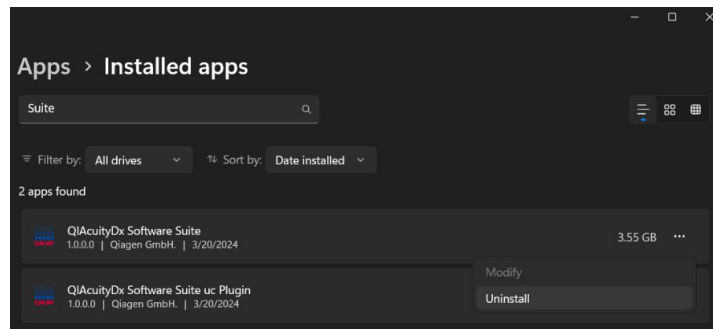 Apps > Installed apps
Suite
Filter by: All drives Sort by: Date installed
2 apps found
QIAcuityDx Software Suite
1.0.0.0 | Qiagen GmbH. | 3/20/2024
3.55 GB
Modify
Uninstall
QIAcuityDx Software Suite uc Plugin
1.0.0.0 | Qiagen GmbH. | 3/20/2024